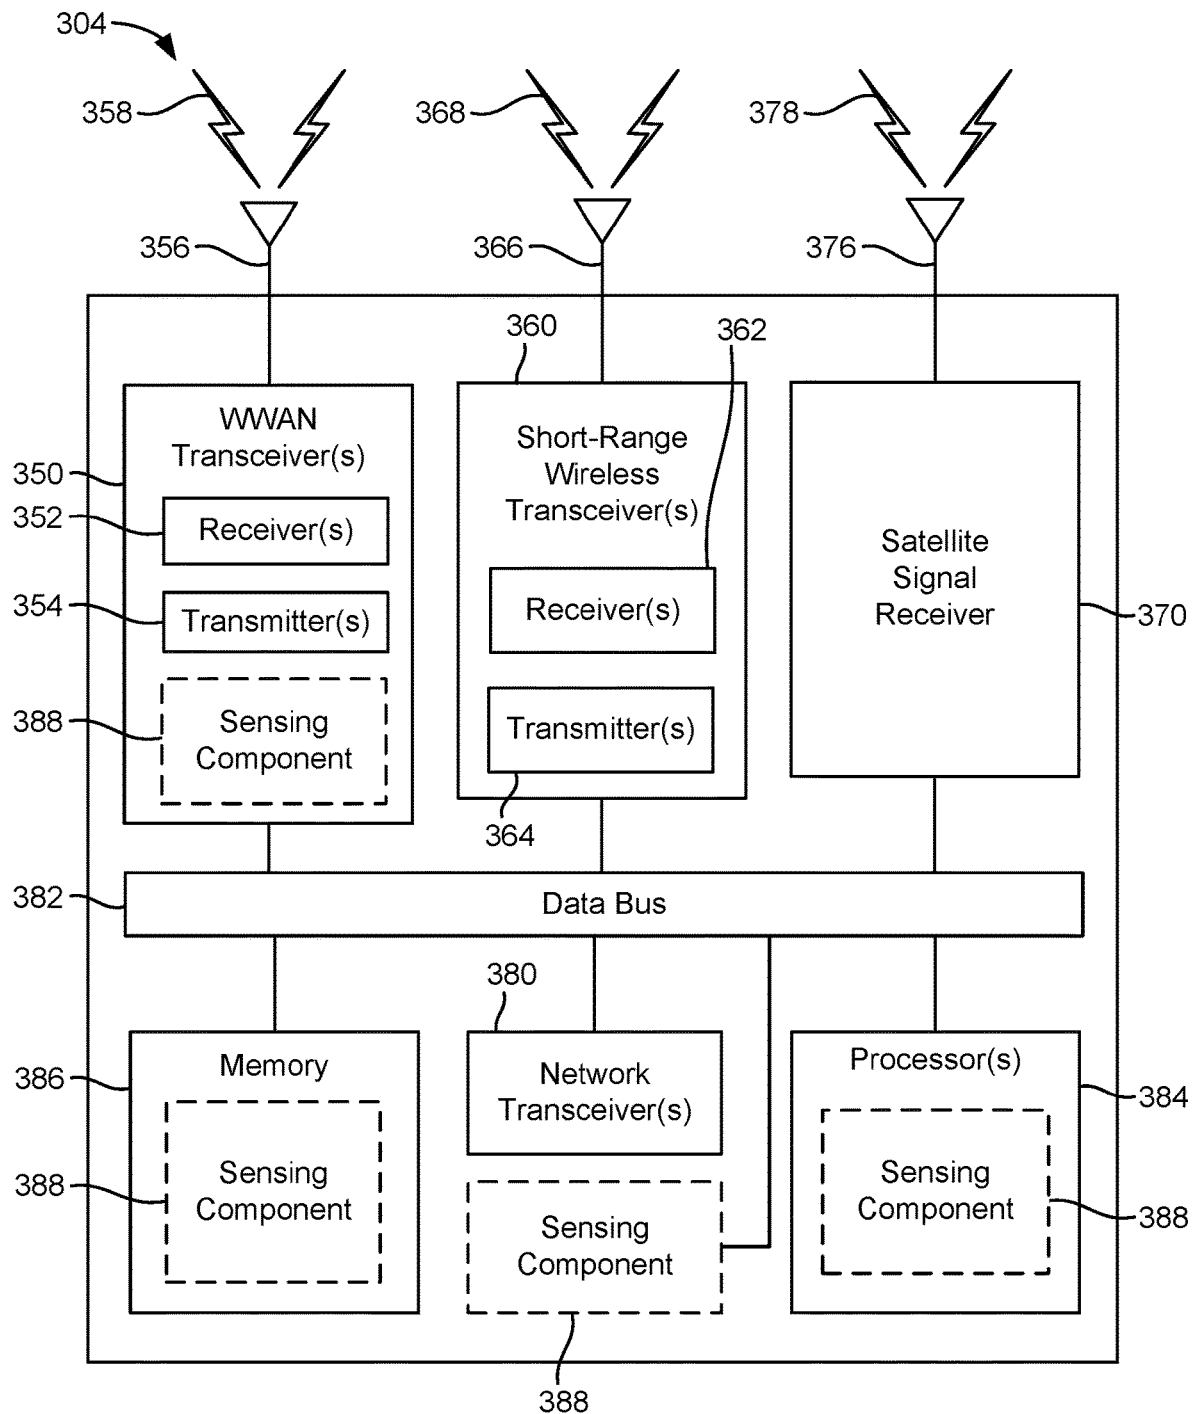 304
358
368
378
356
366
376
360
362
WWAN
Transceiver(s)
350
352
Receiver(s)
354
Transmitter(s)
388
Sensing
Component
Short-Range
Wireless
Transceiver(s)
Receiver(s)
Transmitter(s)
364
Satellite
Signal
Receiver
370
382
Data Bus
380
386
Memory
388
Sensing
Component
Network
Transceiver(s)
Sensing
Component
388
Processor(s)
384
Sensing
Component
388